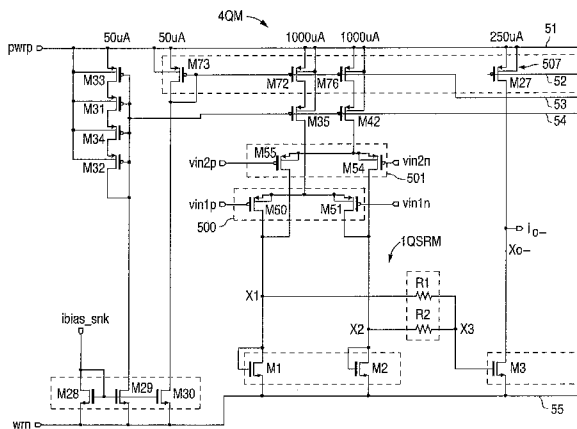 4QM
50uA 50uA 1000uA 1000uA 250uA 51
pwrp
M73 507
M33 M72 M76 M27 52
53
M31 M35 M42 54
M34
M55
vin2p vin2n
M32 M54
501
vin1p vin1n
M50 M51
500 i o–
Xo–
1QSRM
R1
X1
R2
ibias_snk X2 X3
M28 M29 M30 M1 M2 M3
wrn 55